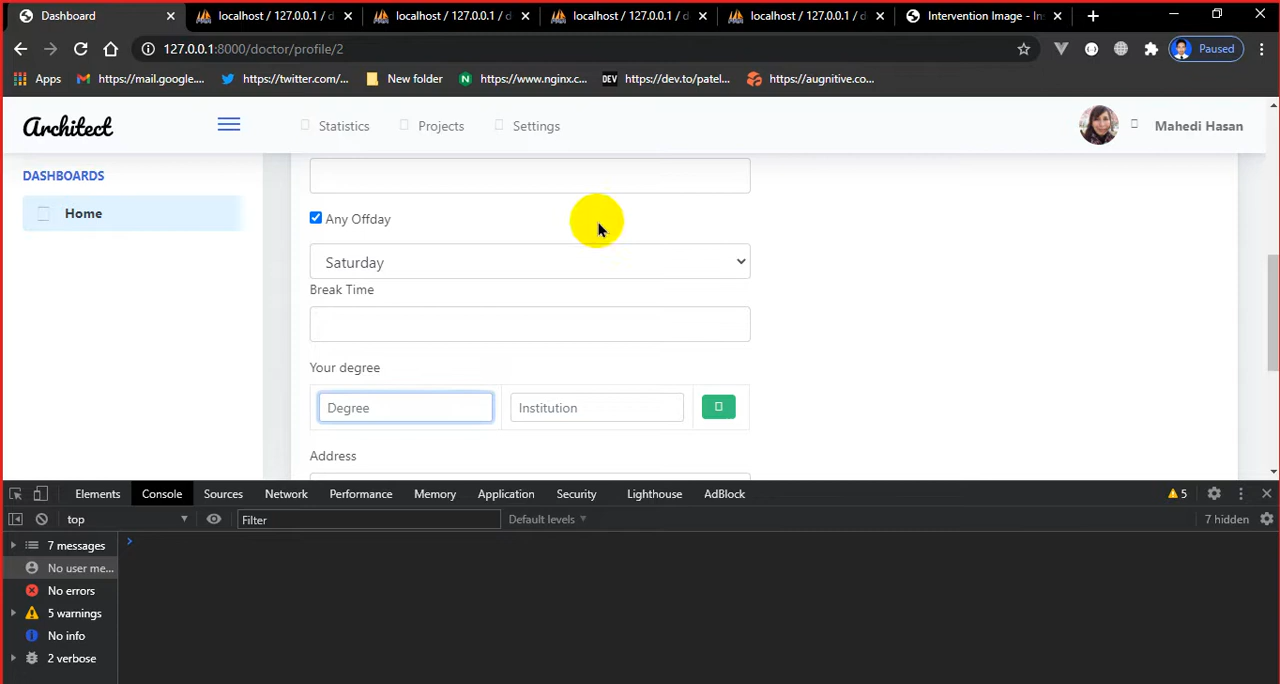 Dashboard
localhost / 127.0.0.1 / d
localhost / 127.0.0.1 / d
localhost / 127.0.0.1 / d
localhost / 127.0.0.1 / d
Intervention Image - In
127.0.0.1:8000/doctor/profile/2
Paused
Apps
https://mail.google....
https://twitter.com/...
New folder
N
https://www.nginx.c...
DEV
https://dev.to/patel...
https://augnitive.co...
Architect
Statistics
Projects
Settings
Mahedi Hasan
DASHBOARDS
Home
Any Offday
Saturday
Break Time
Your degree
Degree
Institution
Address
Elements
Console
Sources
Network
Performance
Memory
Application
Security
Lighthouse
AdBlock
5
top
Filter
Default levels
7 hidden
7 messages
No user me...
No errors
5 warnings
No info
2 verbose